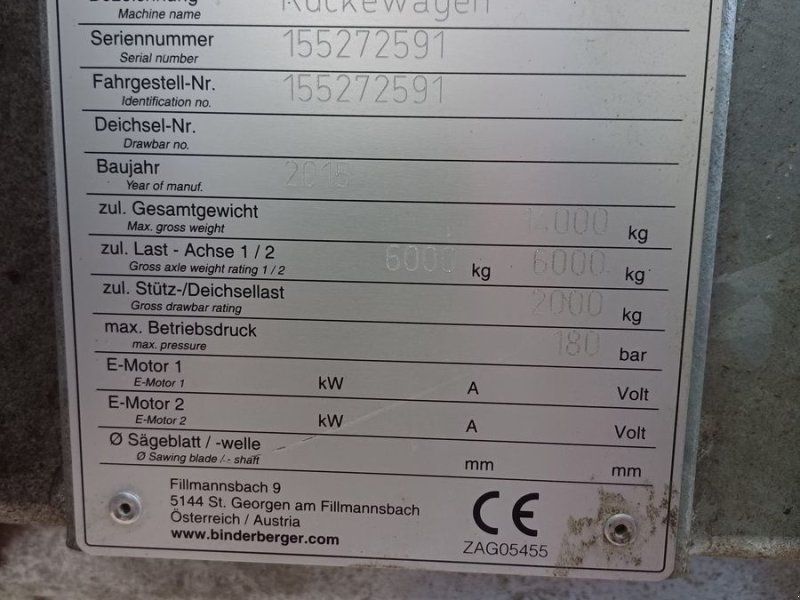 Bezeichnung Rückewagen
Machine name
Seriennummer 155272591
Serial number
Fahrgestell-Nr. 155272591
Identification no.
Deichsel-Nr.
Drawbar no.
Baujahr 2015
Year of manuf.
zul. Gesamtgewicht 14000 kg
Max. gross weight
zul. Last - Achse 1 / 2 6000 kg 6000 kg
Gross axle weight rating 1 / 2
zul. Stütz-/Deichsellast 2000 kg
Gross drawbar rating
max. Betriebsdruck 180 bar
max. pressure
E-Motor 1 kW A Volt
E-Motor 1
E-Motor 2 kW A Volt
E-Motor 2
Ø Sägeblatt / -welle mm mm
Ø Sawing blade / - shaft
Fillmannsbach 9
5144 St. Georgen am Fillmannsbach
Österreich / Austria
www.binderberger.com
CE
ZAG05455